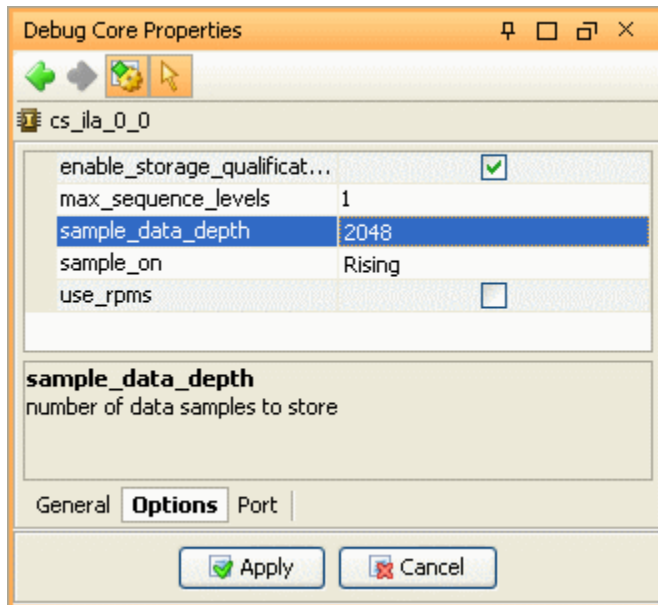 Debug Core Properties
cs_ila_0_0
enable_storage_qualificat...
max_sequence_levels 1
sample_data_depth 2048
sample_on Rising
use_rpms
sample_data_depth
number of data samples to store
General Options Port
Apply Cancel